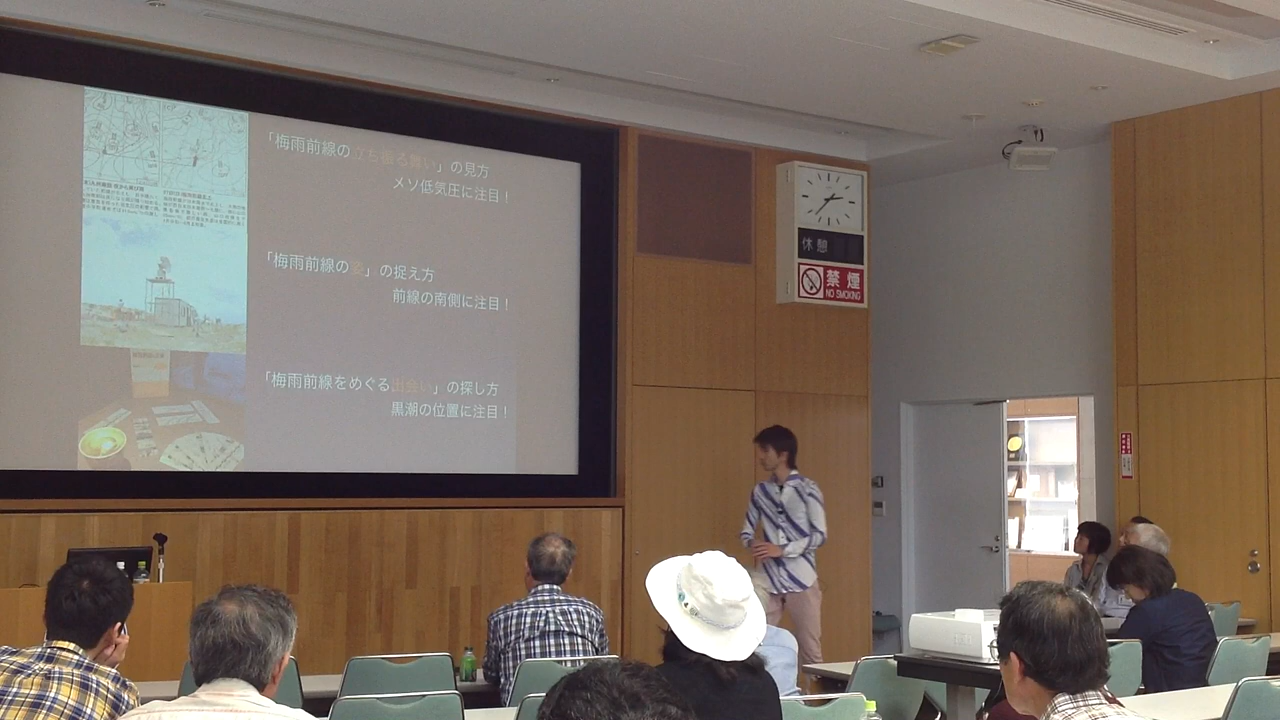 「梅雨前線の立ち振る舞い」の見方
メソ低気圧に注目！
「梅雨前線の姿」の捉え方
前線の南側に注目！
「梅雨前線をめぐる出会い」の探し方
黒潮の位置に注目！
休憩
禁煙
NO SMOKING